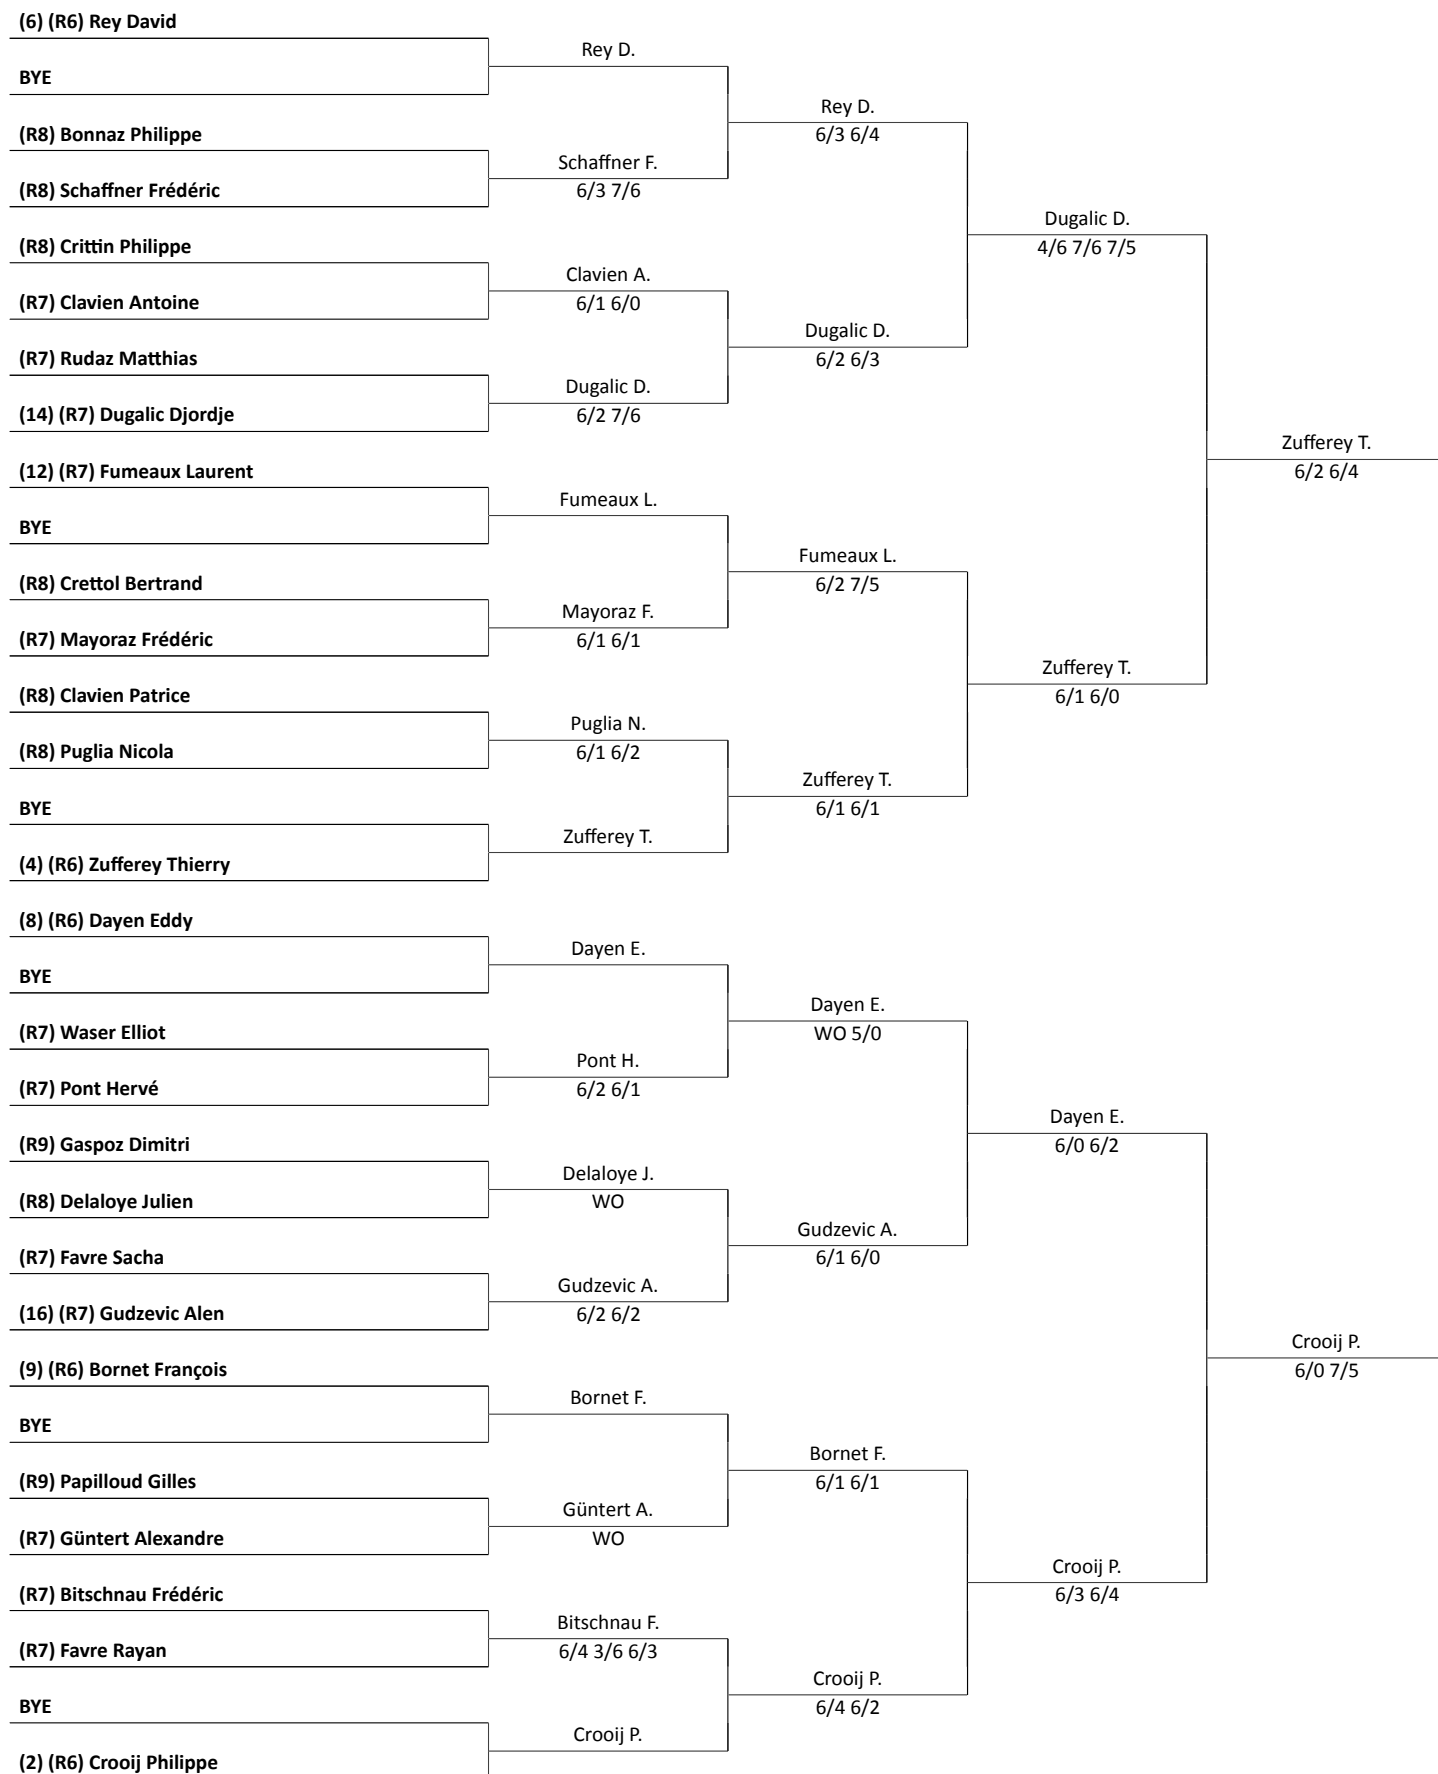 (6) (R6) Rey David
BYE
(R8) Bonnaz Philippe
(R8) Schaffner Frédéric
(R8) Crittin Philippe
(R7) Clavien Antoine
(R7) Rudaz Matthias
(14) (R7) Dugalic Djordje
(12) (R7) Fumeaux Laurent
BYE
(R8) Crettol Bertrand
(R7) Mayoraz Frédéric
(R8) Clavien Patrice
(R8) Puglia Nicola
BYE
(4) (R6) Zufferey Thierry
(8) (R6) Dayen Eddy
BYE
(R7) Waser Elliot
(R7) Pont Hervé
(R9) Gaspoz Dimitri
(R8) Delaloye Julien
(R7) Favre Sacha
(16) (R7) Gudzevic Alen
(9) (R6) Bornet François
BYE
(R9) Papilloud Gilles
(R7) Güntert Alexandre
(R7) Bitschnau Frédéric
(R7) Favre Rayan
BYE
(2) (R6) Crooij Philippe
Rey D.
Schaffner F.
6/3 7/6
Clavien A.
6/1 6/0
Dugalic D.
6/2 7/6
Fumeaux L.
Mayoraz F.
6/1 6/1
Puglia N.
6/1 6/2
Zufferey T.
Dayen E.
Pont H.
6/2 6/1
Delaloye J.
WO
Gudzevic A.
6/2 6/2
Bornet F.
Güntert A.
WO
Bitschnau F.
6/4 3/6 6/3
Crooij P.
Rey D.
6/3 6/4
Dugalic D.
6/2 6/3
Fumeaux L.
6/2 7/5
Zufferey T.
6/1 6/1
Dayen E.
WO 5/0
Gudzevic A.
6/1 6/0
Bornet F.
6/1 6/1
Crooij P.
6/4 6/2
Dugalic D.
4/6 7/6 7/5
Zufferey T.
6/1 6/0
Dayen E.
6/0 6/2
Crooij P.
6/3 6/4
Zufferey T.
6/2 6/4
Crooij P.
6/0 7/5